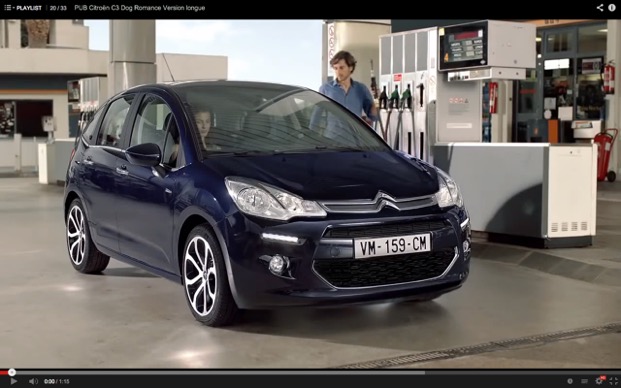 PLAYLIST 20 / 33 PUB Citroën C3 Dog Romance Version longue
VM-159-CM
0:00 / 1:15